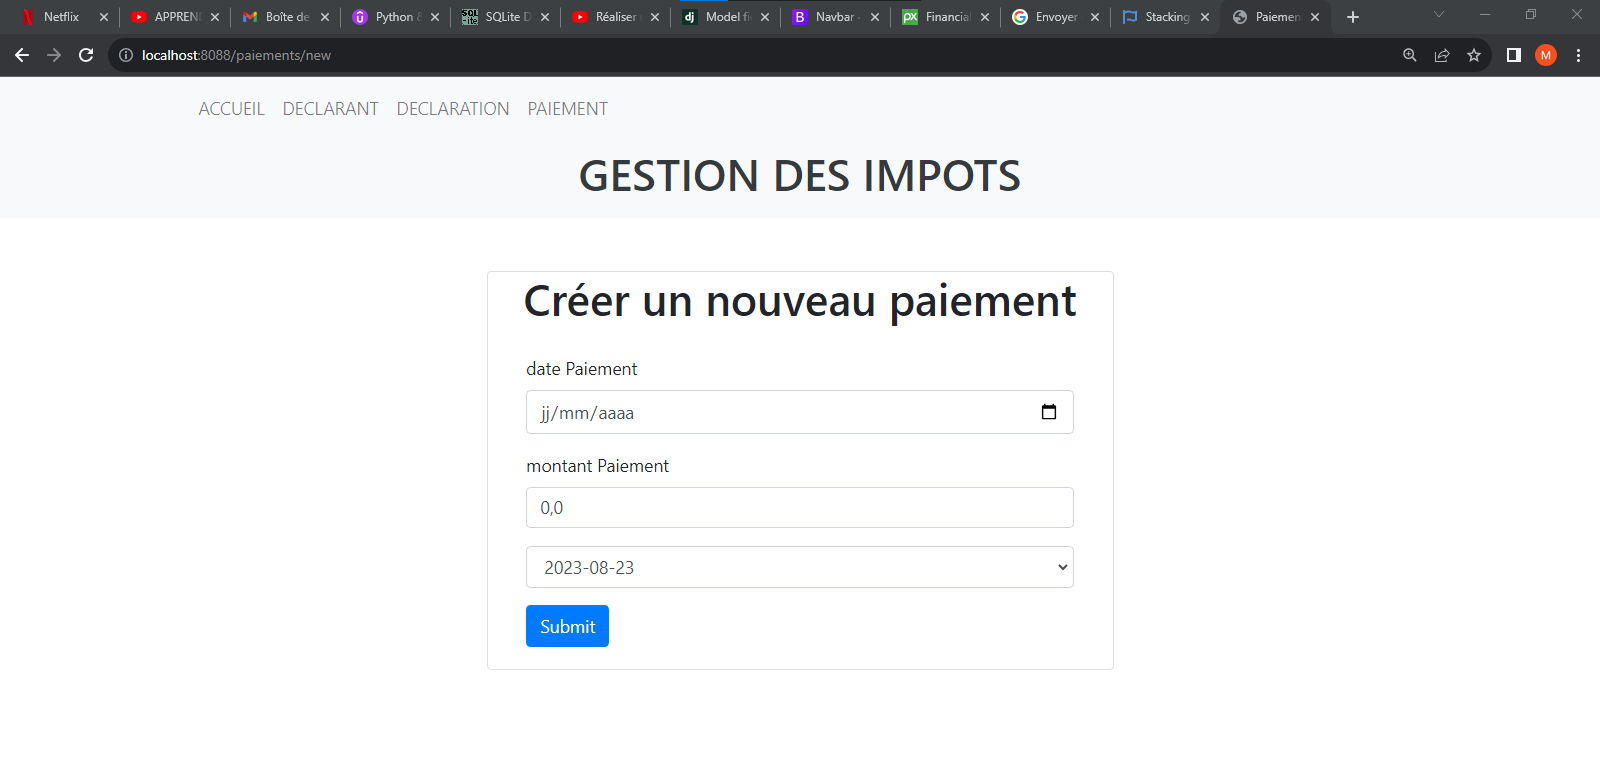 Netflix
APPREN
Boîte de
Python &
SQLite D
Réaliser
Model fi
Navbar
Financia
Envoyer
Stacking
Paiemen
localhost:8088/paiements/new
M
ACCUEIL DECLARANT DECLARATION PAIEMENT
GESTION DES IMPOTS
Créer un nouveau paiement
date Paiement
jj/mm/aaaa
montant Paiement
0,0
2023-08-23
Submit